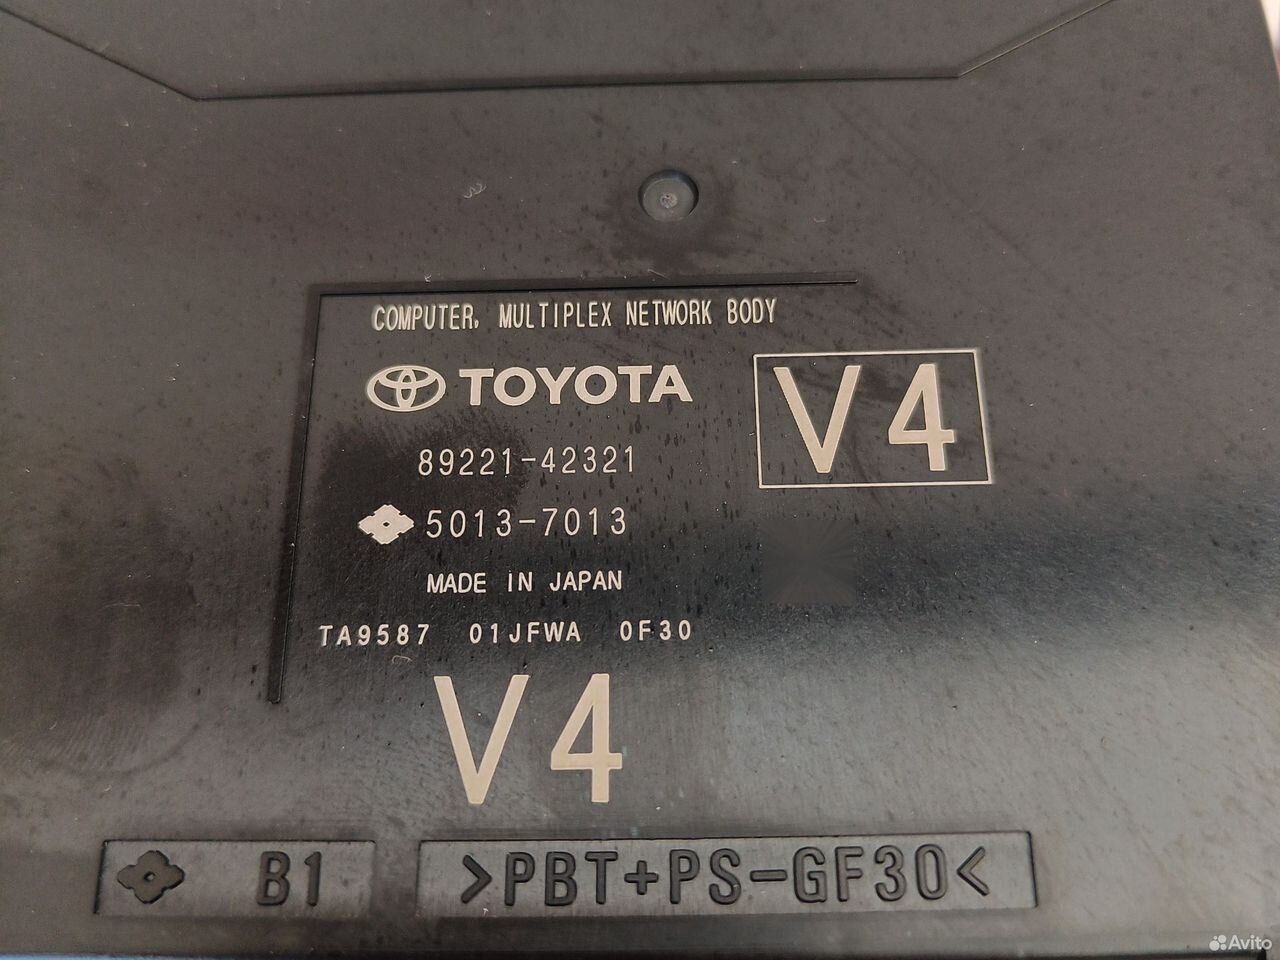 COMPUTER, MULTIPLEX NETWORK BODY
TOYOTA
V4
89221-42321
5013-7013
MADE IN JAPAN
TA9587 01JFWA 0F30
V4
B1 >PBT+PS-GF30<
Avito